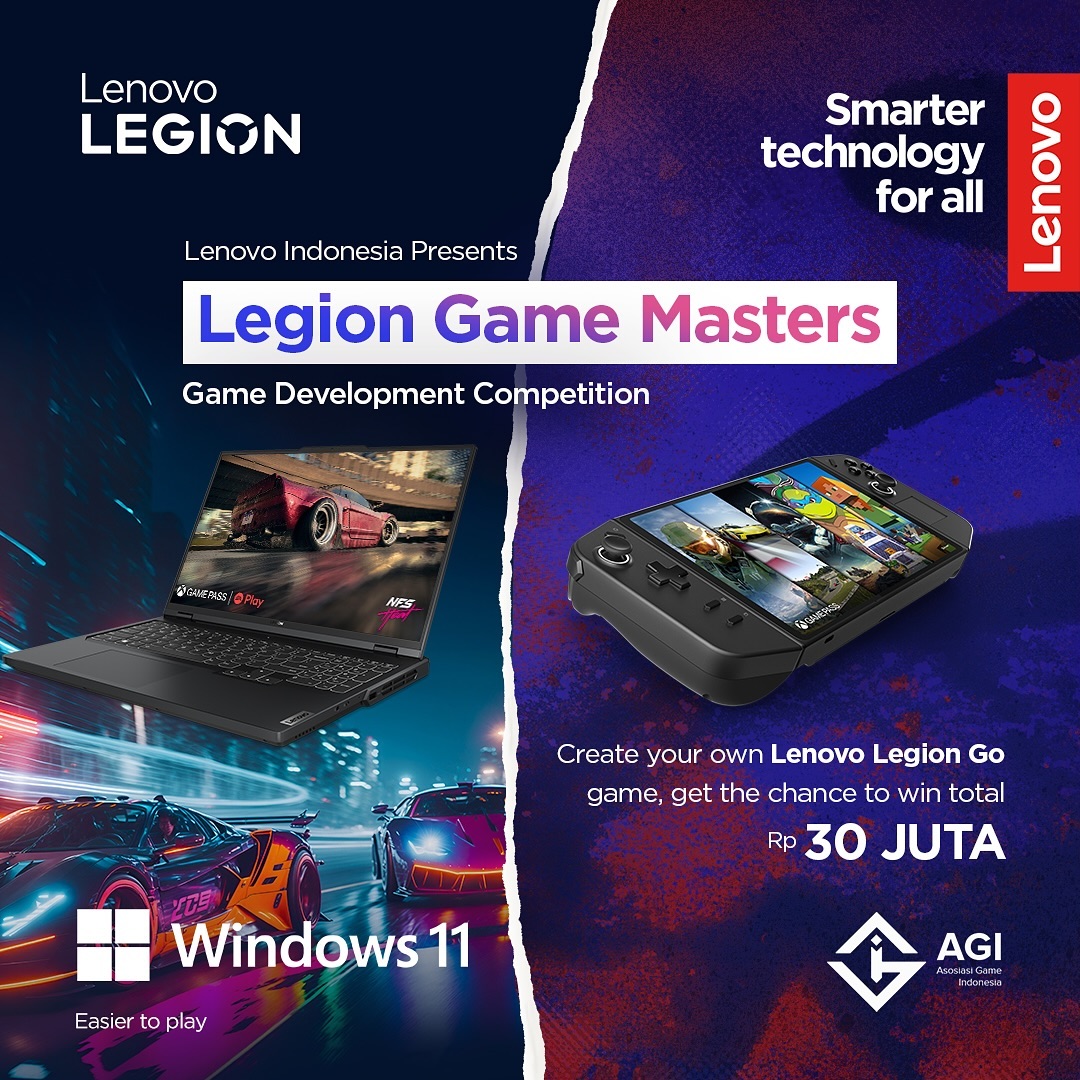 Lenovo
LEGION
Smarter
technology
for all
Lenovo
Lenovo Indonesia Presents
Legion Game Masters
Game Development Competition
GAME PASS | EA Play
NFS
GAME PASS
Lenovo
Create your own Lenovo Legion Go
game, get the chance to win total
Rp 30 JUTA
Windows 11
Easier to play
AGI
Asosiasi Game
Indonesia